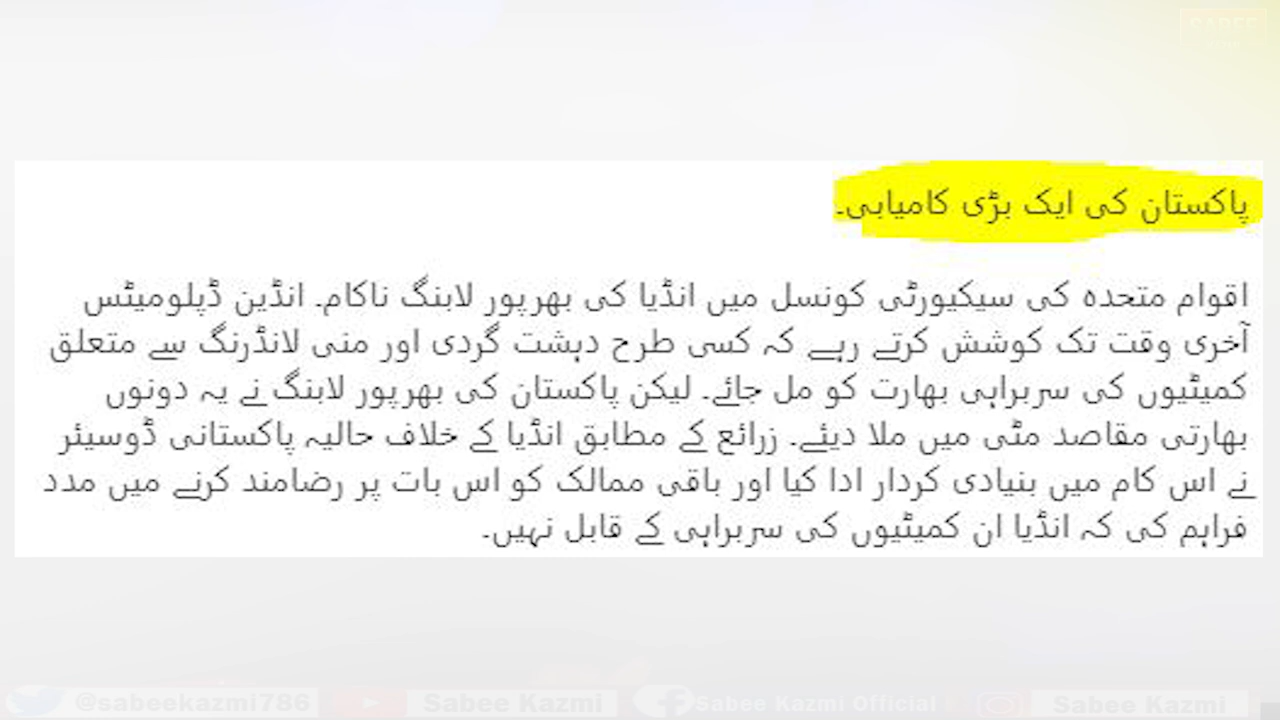 پاکستان کی ایک بڑی کامیابی۔
اقوام متحدہ کی سیکیورٹی کونسل میں انڈیا کی بھرپور لابنگ ناکام۔ انڈین ڈپلومیٹس
آخری وقت تک کوشش کرتے رہے کہ کسی طرح دہشت گردی اور منی لانڈرنگ سے متعلق
کمیٹیوں کی سربراہی بھارت کو مل جائے۔ لیکن پاکستان کی بھرپور لابنگ نے یہ دونوں
بھارتی مقاصد مٹی میں ملا دیئے۔ زرائع کے مطابق انڈیا کے خلاف حالیہ پاکستانی ڈوسیئر
نے اس کام میں بنیادی کردار ادا کیا اور باقی ممالک کو اس بات پر رضامند کرنے میں مدد
فراہم کی کہ انڈیا ان کمیٹیوں کی سربراہی کے قابل نہیں۔
@sabeekazmi786 Sabee Kazmi Sabee Kazmi Official Sabee Kazmi